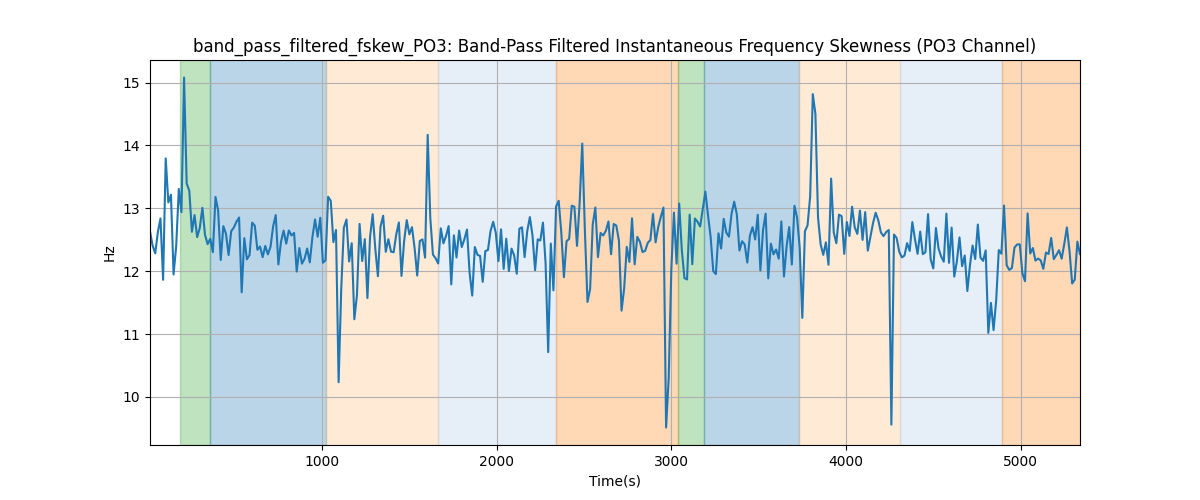 band_pass_filtered_fskew_PO3: Band-Pass Filtered Instantaneous Frequency Skewness (PO3 Channel)
15
14
13
12
11
10
Hz
1000 2000 3000 4000 5000
Time(s)